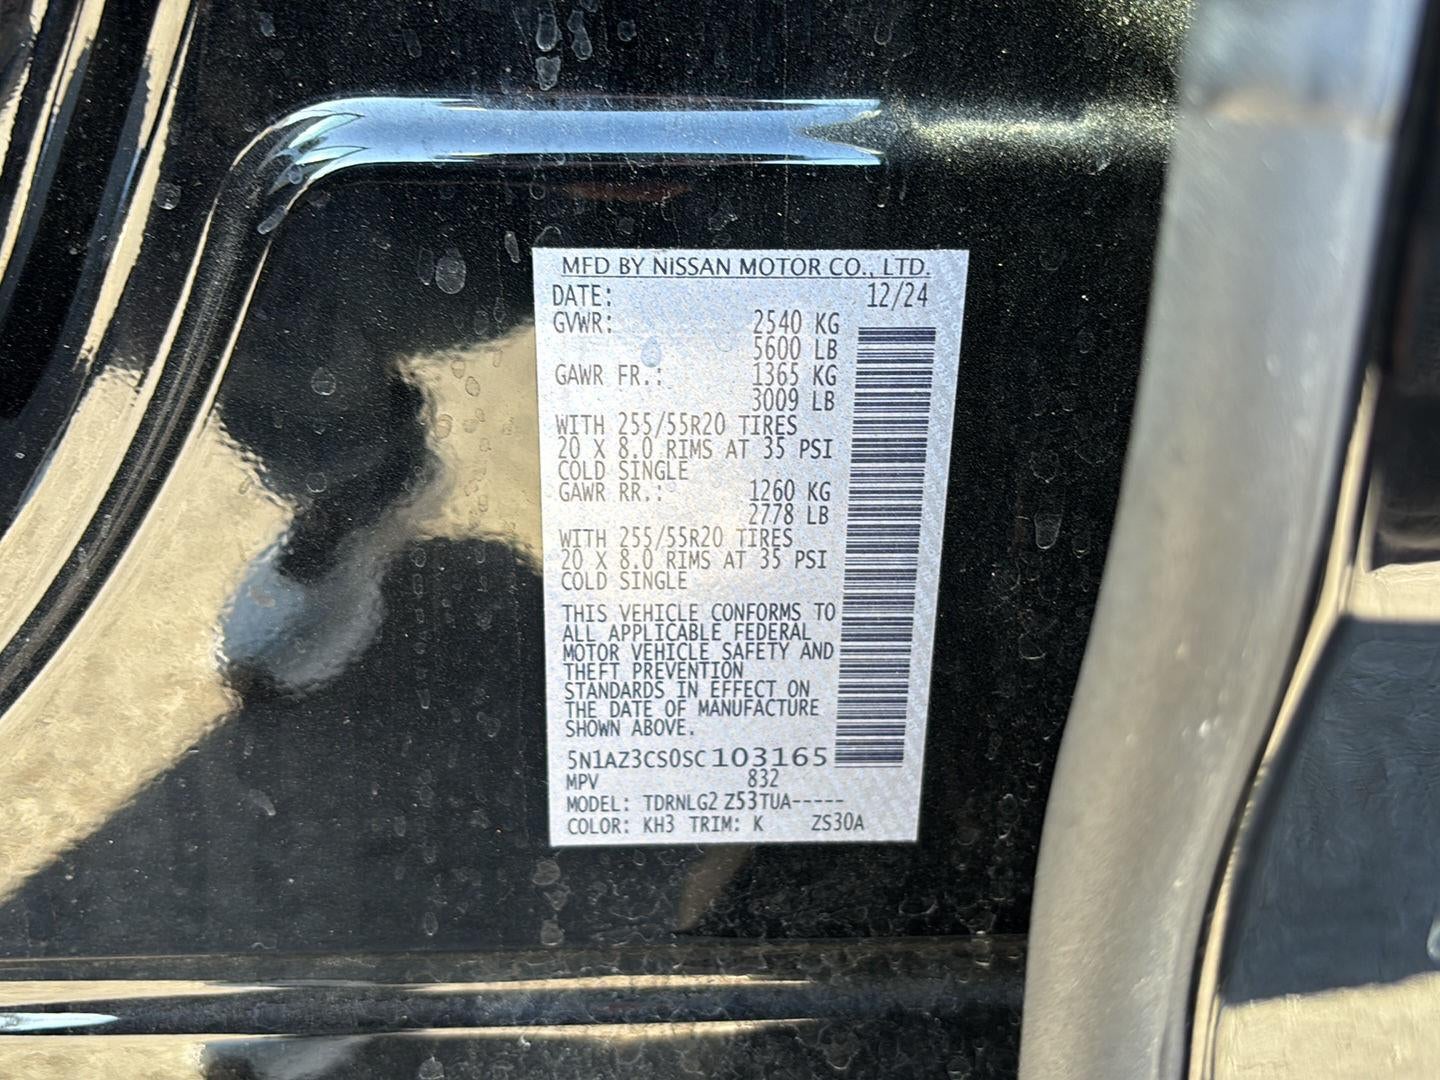 MFD BY NISSAN MOTOR CO., LTD.
DATE: 12/24
GVWR: 2540 KG
5600 LB
GAWR FR.: 1365 KG
3009 LB
WITH 255/55R20 TIRES
20 X 8.0 RIMS AT 35 PSI
COLD SINGLE
GAWR RR.: 1260 KG
2778 LB
WITH 255/55R20 TIRES
20 X 8.0 RIMS AT 35 PSI
COLD SINGLE
THIS VEHICLE CONFORMS TO
ALL APPLICABLE FEDERAL
MOTOR VEHICLE SAFETY AND
THEFT PREVENTION
STANDARDS IN EFFECT ON
THE DATE OF MANUFACTURE
SHOWN ABOVE.
5N1AZ3CS0SC103165
MPV 832
MODEL: TDRNLG2 Z53TUA-----
COLOR: KH3 TRIM: K ZS30A